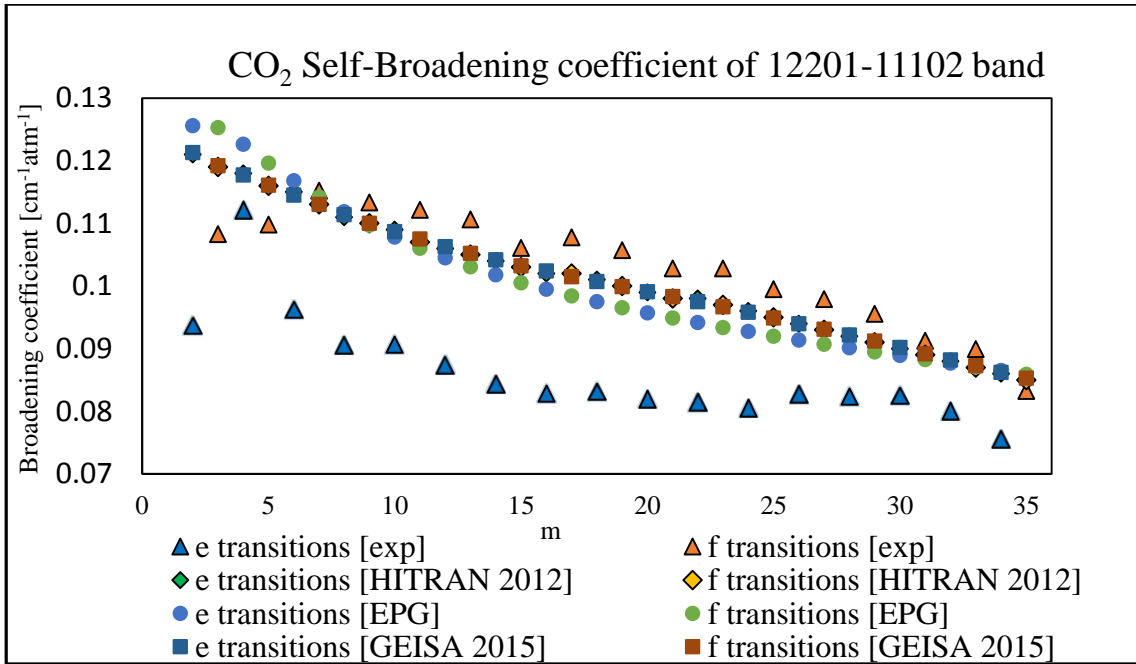 CO₂ Self-Broadening coefficient of 12201-11102 band
Broadening coefficient [cm⁻¹atm⁻¹]
0.13
0.12
0.11
0.1
0.09
0.08
0.07
0 5 10 15 20 25 30 35
m
e transitions [exp] f transitions [exp]
e transitions [HITRAN 2012] f transitions [HITRAN 2012]
e transitions [EPG] f transitions [EPG]
e transitions [GEISA 2015] f transitions [GEISA 2015]